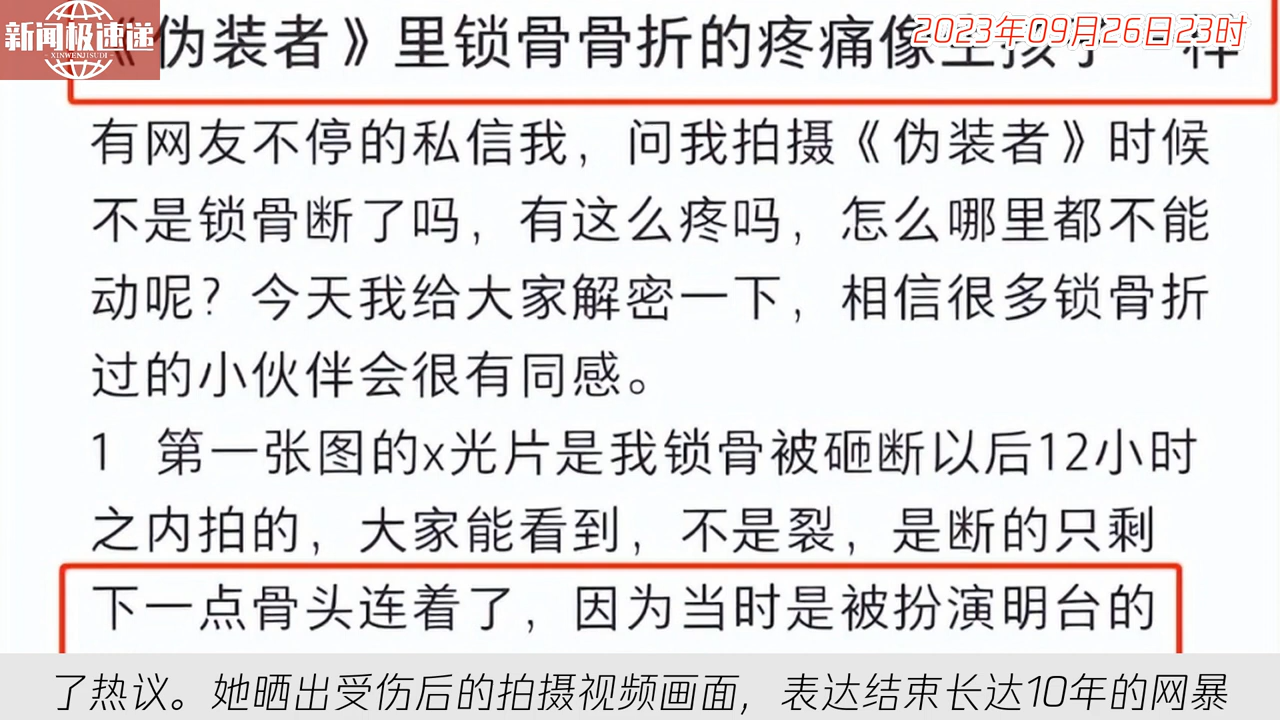 新闻极速递
XINWENJISUDI
2023年09月26日23时
《伪装者》里锁骨骨折的疼痛像生孩子一样
有网友不停的私信我，问我拍摄《伪装者》时候
不是锁骨断了吗，有这么疼吗，怎么哪里都不能
动呢？今天我给大家解密一下，相信很多锁骨折
过的小伙伴会很有同感。
1 第一张图的x光片是我锁骨被砸断以后12小时
之内拍的，大家能看到，不是裂，是断的只剩
下一点骨头连着了，因为当时是被扮演明台的
了热议。她晒出受伤后的拍摄视频画面，表达结束长达10年的网暴